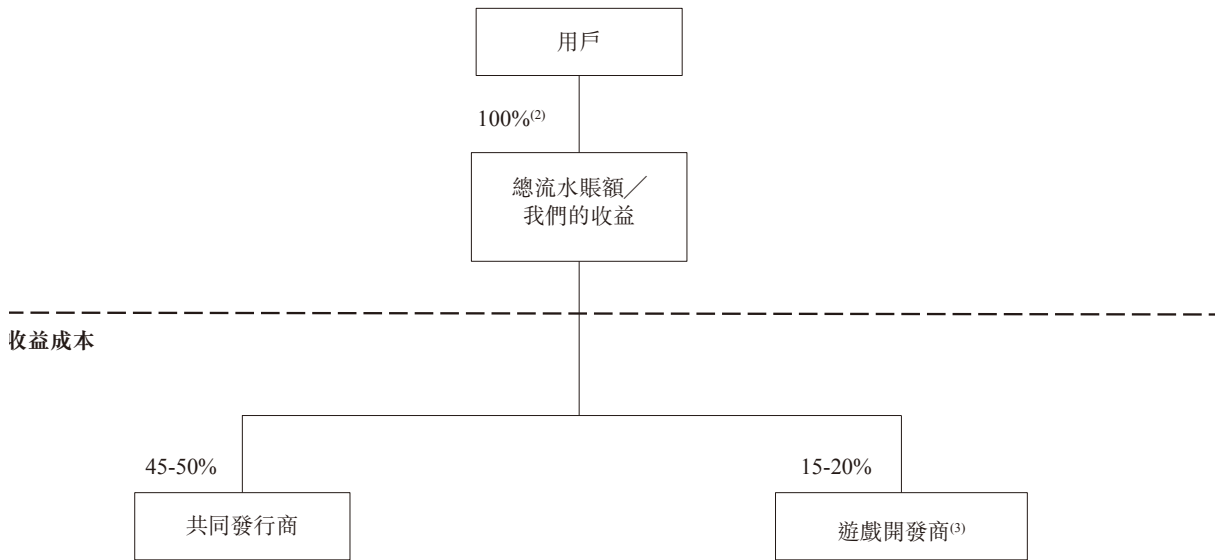 用戶
100%(2)
總流水賬額／
我們的收益
收益成本
45-50%
15-20%
共同發行商
遊戲開發商(3)